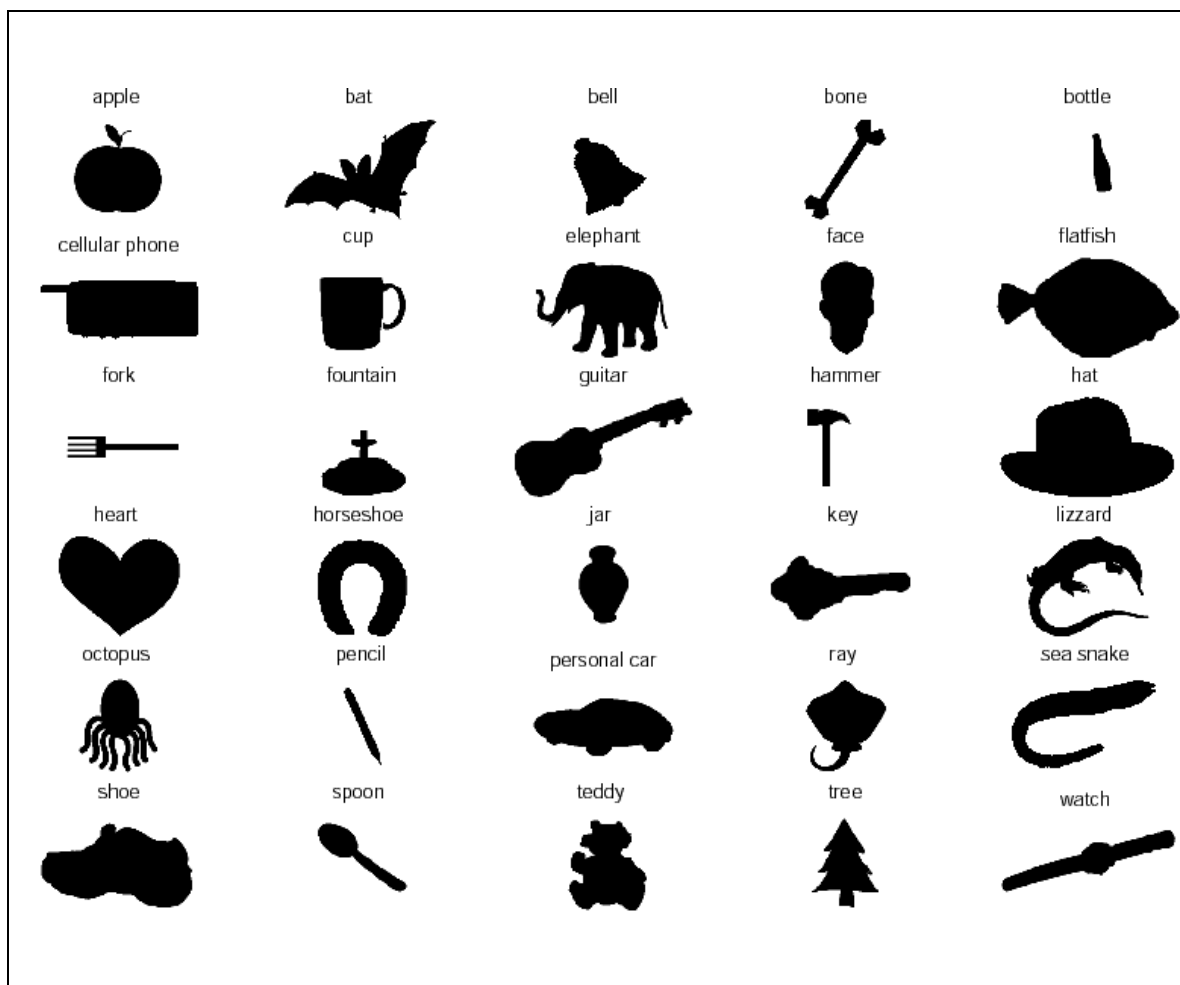 apple
bat
bell
bone
bottle
cellular phone
cup
elephant
face
flatfish
fork
fountain
guitar
hammer
hat
heart
horseshoe
jar
key
lizzard
octopus
pencil
personal car
ray
sea snake
shoe
spoon
teddy
tree
watch